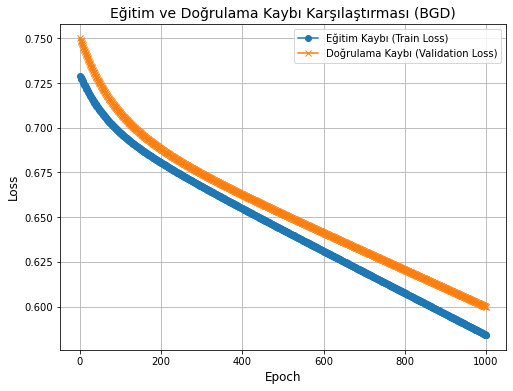 Eğitim ve Doğrulama Kaybı Karşılaştırması (BGD)
Eğitim Kaybı (Train Loss)
Doğrulama Kaybı (Validation Loss)
Loss
0.750
0.725
0.700
0.675
0.650
0.625
0.600
0 200 400 600 800 1000
Epoch